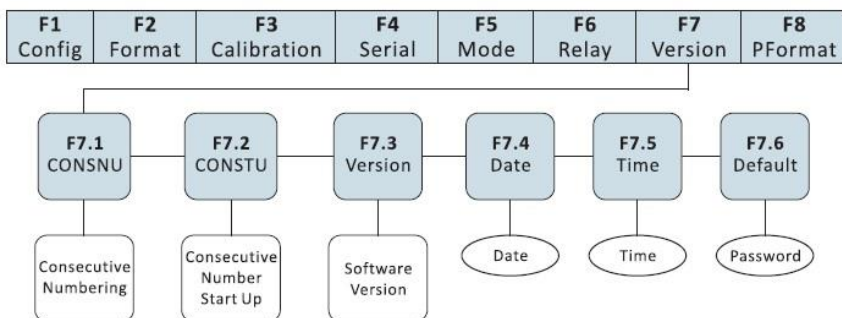 F1 F2 F3 F4 F5 F6 F7 F8
Config Format Calibration Serial Mode Relay Version PFormat
F7.1 F7.2 F7.3 F7.4 F7.5 F7.6
CONSNU CONSTU Version Date Time Default
Consecutive
Numbering
Consecutive
Number
Start Up
Software
Version
Date
Time
Password